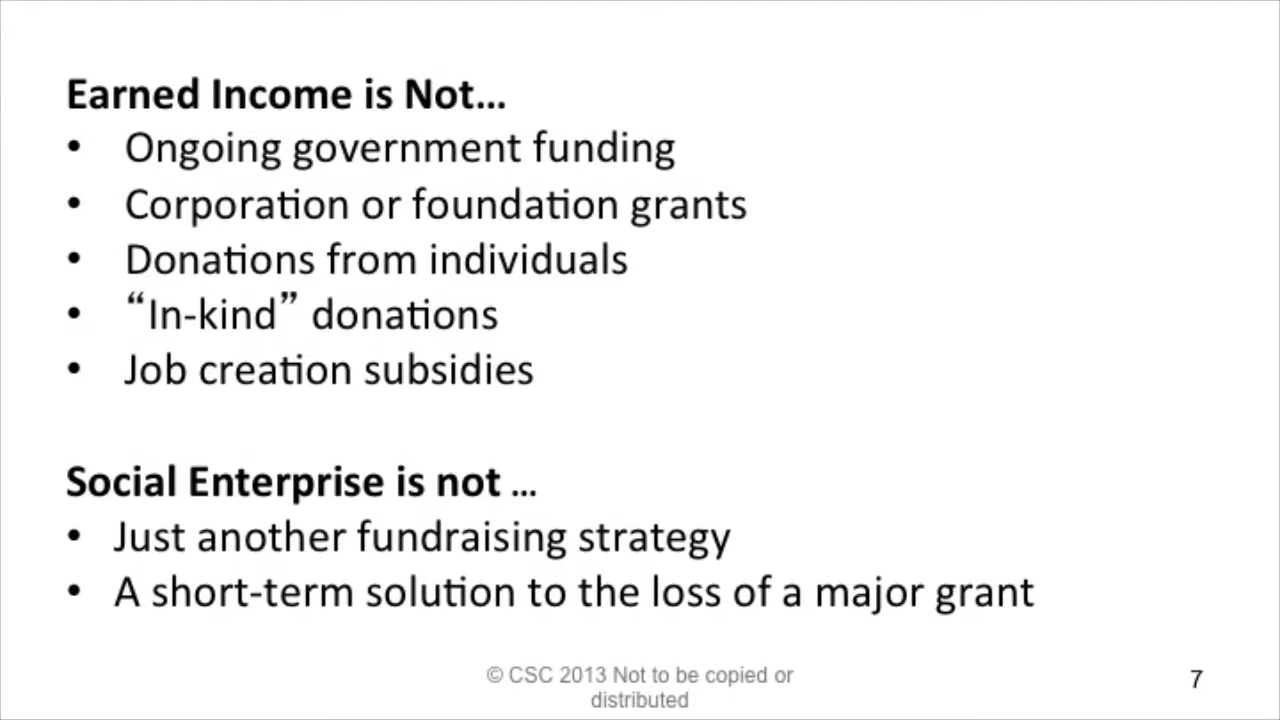 Earned Income is Not…
• Ongoing government funding
• Corporation or foundation grants
• Donations from individuals
• “In-kind” donations
• Job creation subsidies
Social Enterprise is not …
• Just another fundraising strategy
• A short-term solution to the loss of a major grant
© CSC 2013 Not to be copied or
distributed
7